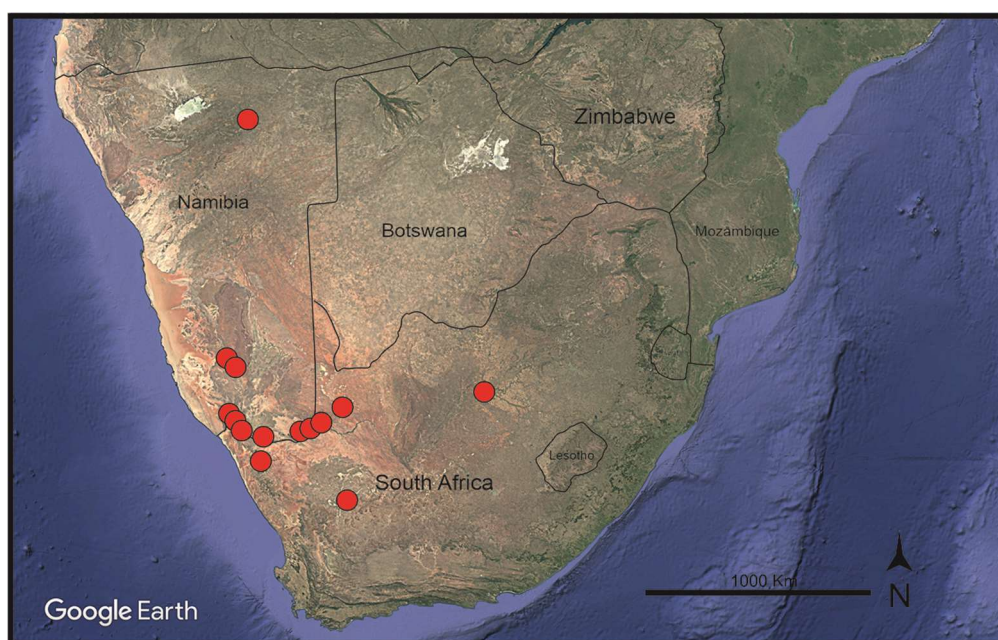 Zimbabwe
Namibia
Botswana
Mozambique
Lesotho
South Africa
1000 Km
N
Google Earth